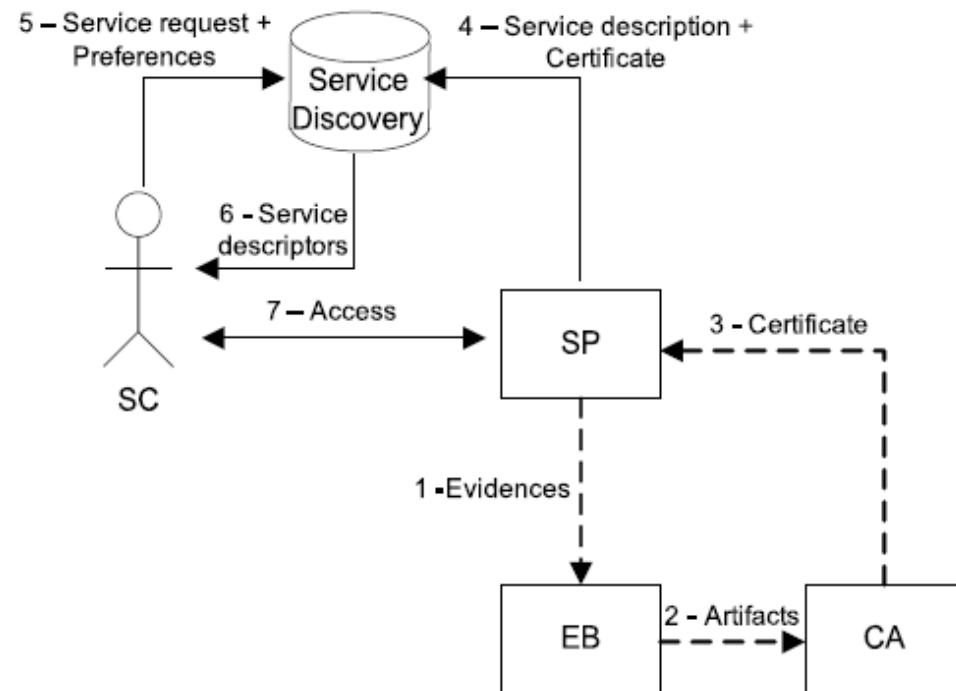 5 – Service request +
Preferences
4 – Service description +
Certificate
Service
Discovery
6 - Service
descriptors
7 – Access
SC
SP
3 - Certificate
1 -Evidences
EB
2 - Artifacts
CA